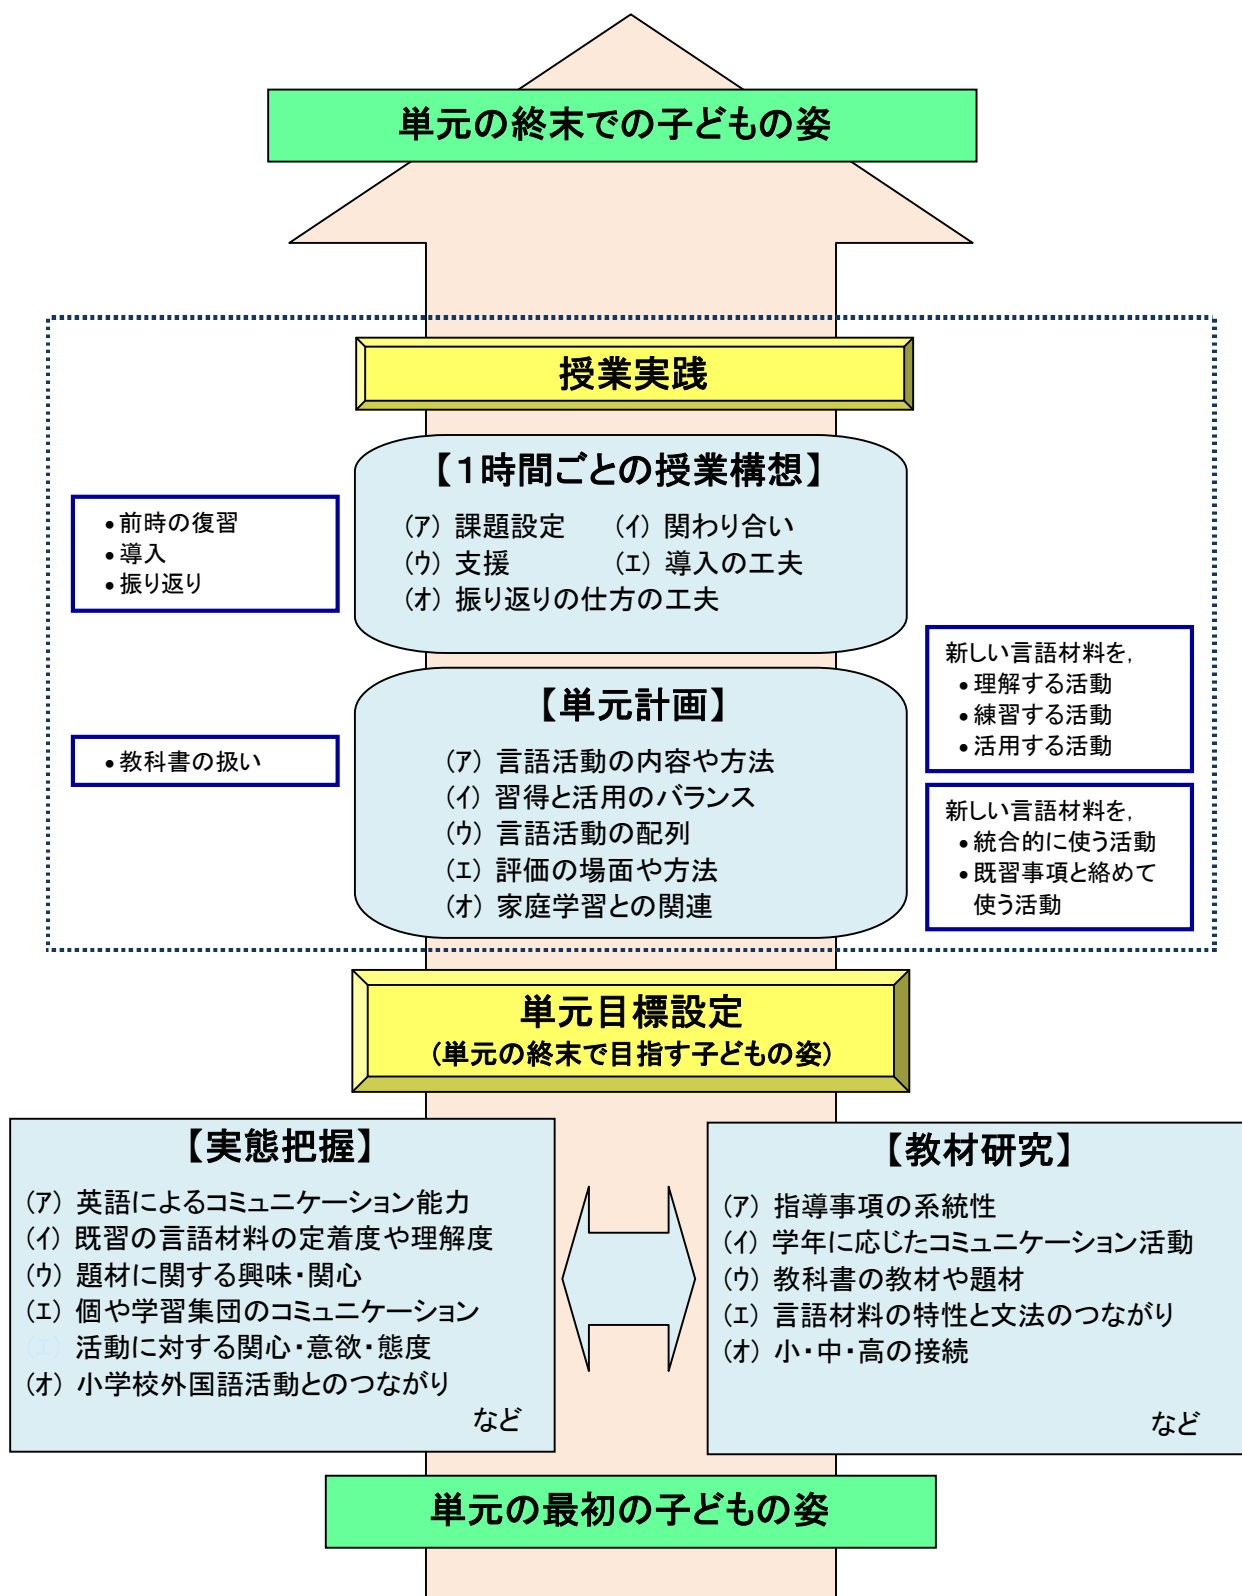 単元の終末での子どもの姿
授業実践
【1時間ごとの授業構想】
(ア) 課題設定　(イ) 関わり合い
(ウ) 支援　(エ) 導入の工夫
(オ) 振り返りの仕方の工夫
•前時の復習
•導入
•振り返り
【単元計画】
(ア) 言語活動の内容や方法
(イ) 習得と活用のバランス
(ウ) 言語活動の配列
(エ) 評価の場面や方法
(オ) 家庭学習との関連
•教科書の扱い
新しい言語材料を,
•理解する活動
•練習する活動
•活用する活動
新しい言語材料を,
•統合的に使う活動
•既習事項と絡めて
使う活動
単元目標設定
(単元の終末で目指す子どもの姿)
【実態把握】
(ア) 英語によるコミュニケーション能力
(イ) 既習の言語材料の定着度や理解度
(ウ) 題材に関する興味・関心
(エ) 個や学習集団のコミュニケーション
(エ) 活動に対する関心・意欲・態度
(オ) 小学校外国語活動とのつながり
など
【教材研究】
(ア) 指導事項の系統性
(イ) 学年に応じたコミュニケーション活動
(ウ) 教科書の教材や題材
(エ) 言語材料の特性と文法のつながり
(オ) 小・中・高の接続
など
単元の最初の子どもの姿